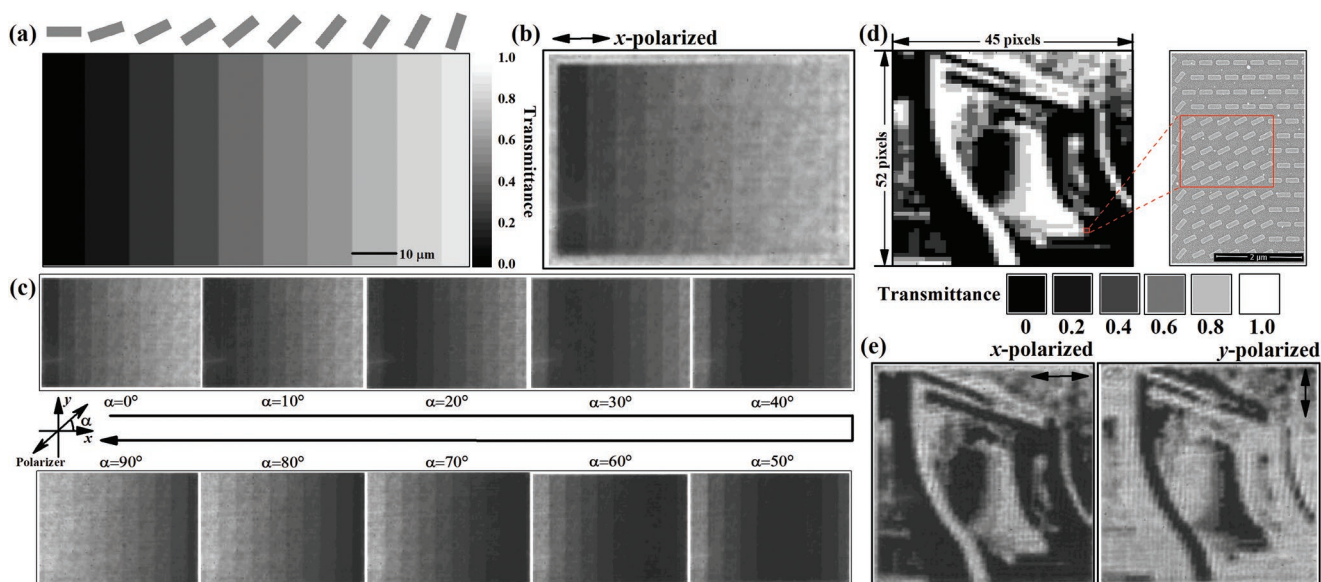 (a)
1.0
0.8
0.6
0.4
0.2
0.0
Transmittance
10 μm
(b)
x-polarized
(c)
α=0°
α=10°
α=20°
α=30°
α=40°
y
α
x
Polarizer
α=90°
α=80°
α=70°
α=60°
α=50°
(d)
45 pixels
52 pixels
2 μm
Transmittance
0
0.2
0.4
0.6
0.8
1.0
(e)
x-polarized
y-polarized